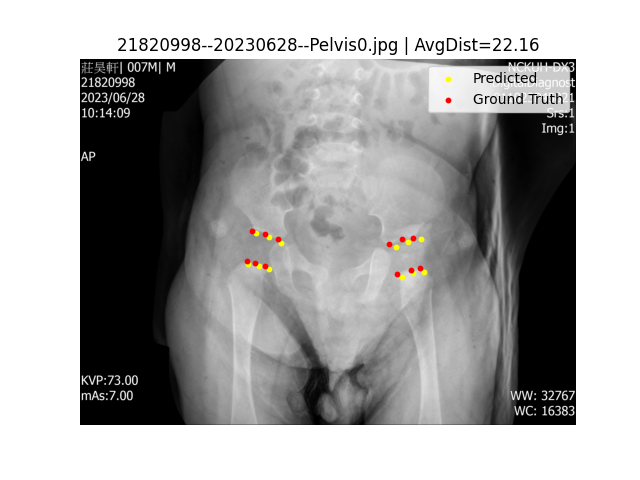 21820998--20230628--Pelvis0.jpg | AvgDist=22.16
莊昊軒| 007M| M
21820998
2023/06/28
10:14:09
AP
NCKUH-DX3
Predicted
Ground Truth
Srs:1
Img:1
KVP:73.00
mAs:7.00
WW: 32767
WC: 16383